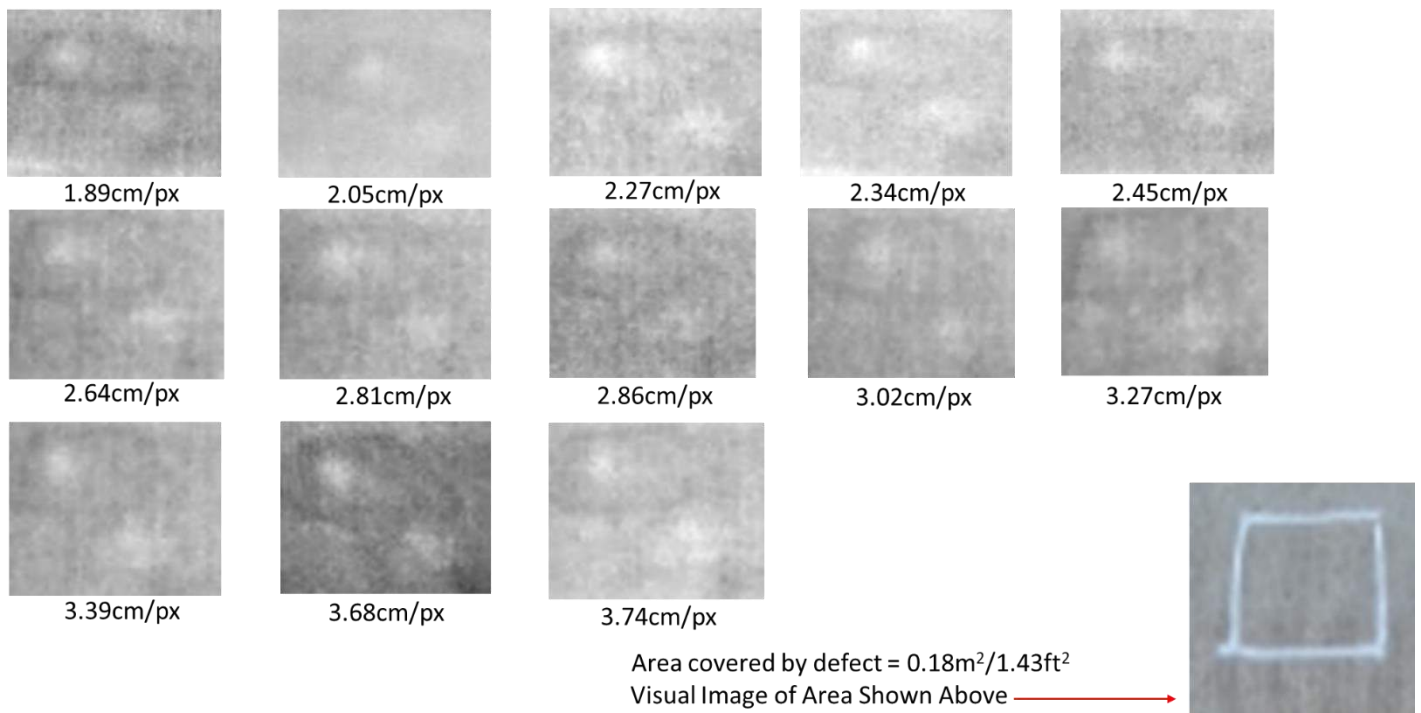 1.89cm/px
2.05cm/px
2.27cm/px
2.34cm/px
2.45cm/px
2.64cm/px
2.81cm/px
2.86cm/px
3.02cm/px
3.27cm/px
3.39cm/px
3.68cm/px
3.74cm/px
Area covered by defect = 0.18m²/1.43ft²
Visual Image of Area Shown Above